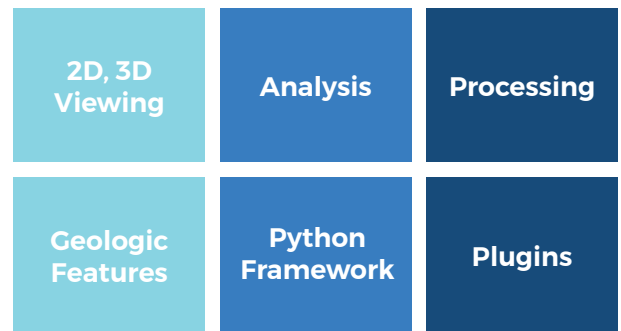 2D, 3D
Viewing
Analysis
Processing
Geologic
Features
Python
Framework
Plugins